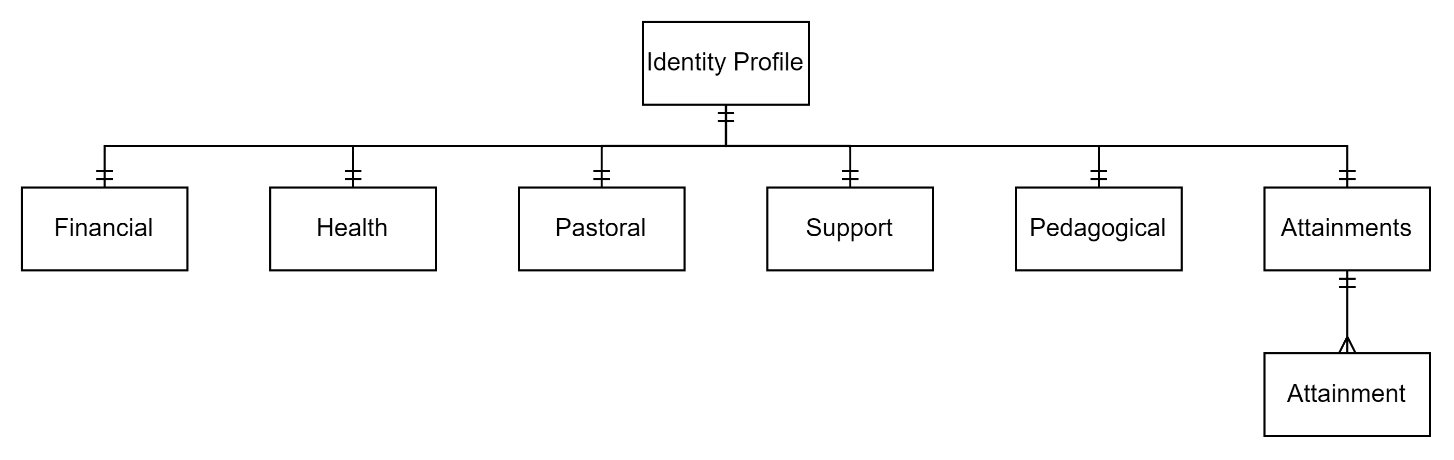 Identity Profile
Financial
Health
Pastoral
Support
Pedagogical
Attainments
Attainment